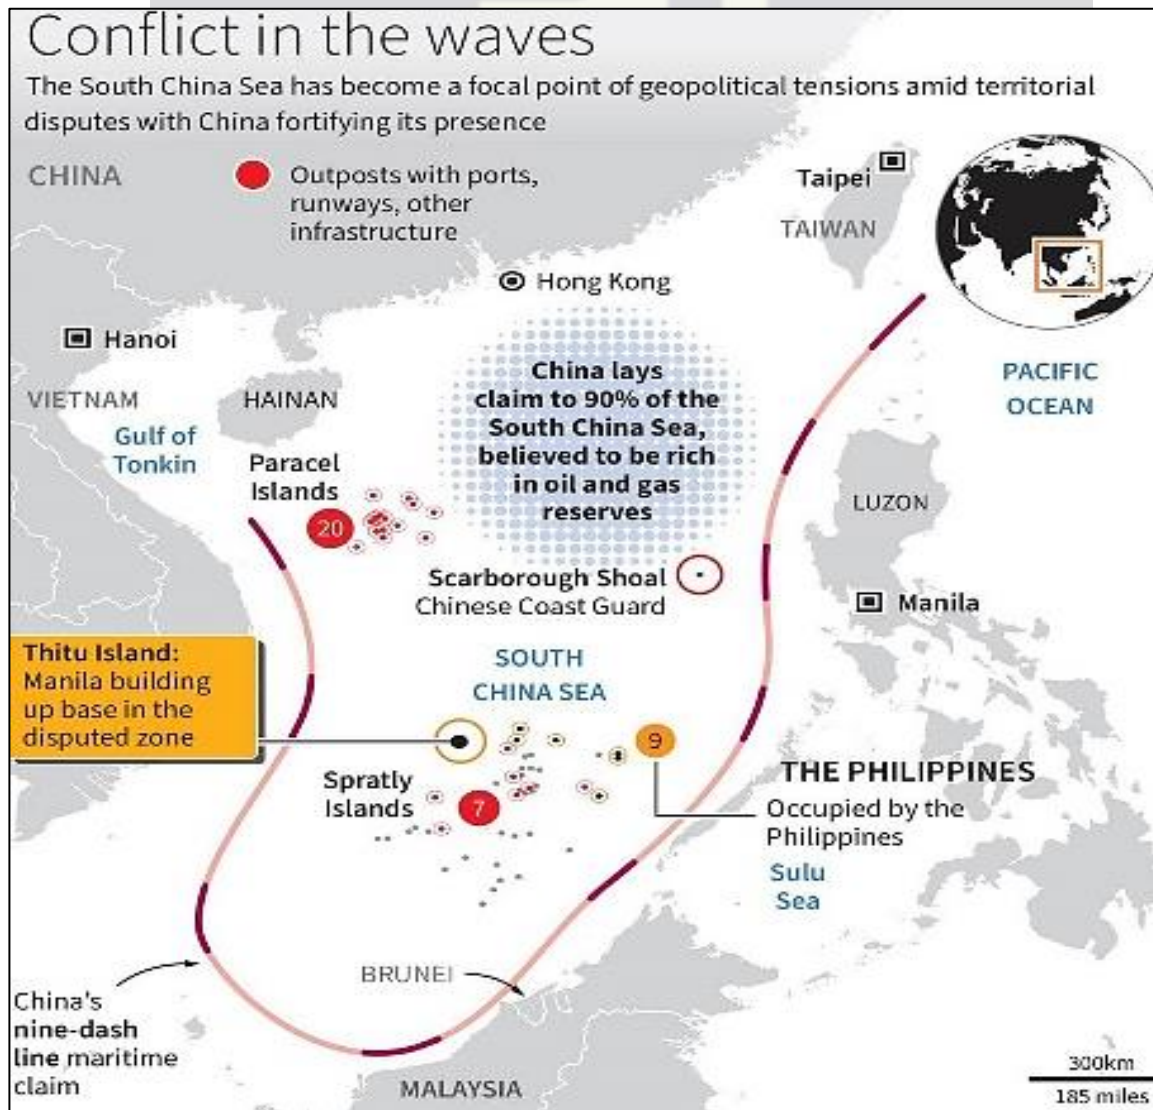 Conflict in the waves
The South China Sea has become a focal point of geopolitical tensions amid territorial
disputes with China fortifying its presence
CHINA
Outposts with ports,
runways, other
infrastructure
Taipei
TAIWAN
Hong Kong
Hanoi
VIETNAM
HAINAN
Gulf of
Tonkin
China lays
claim to 90% of the
South China Sea,
believed to be rich
in oil and gas
reserves
PACIFIC
OCEAN
Paracel
Islands
20
LUZON
Scarborough Shoal
Chinese Coast Guard
Manila
Thitu Island:
Manila building
up base in the
disputed zone
SOUTH
CHINA SEA
9
Spratly
Islands
7
THE PHILIPPINES
Occupied by the
Philippines
Sulu
Sea
BRUNEI
China's
nine-dash
line maritime
claim
MALAYSIA
300km
185 miles